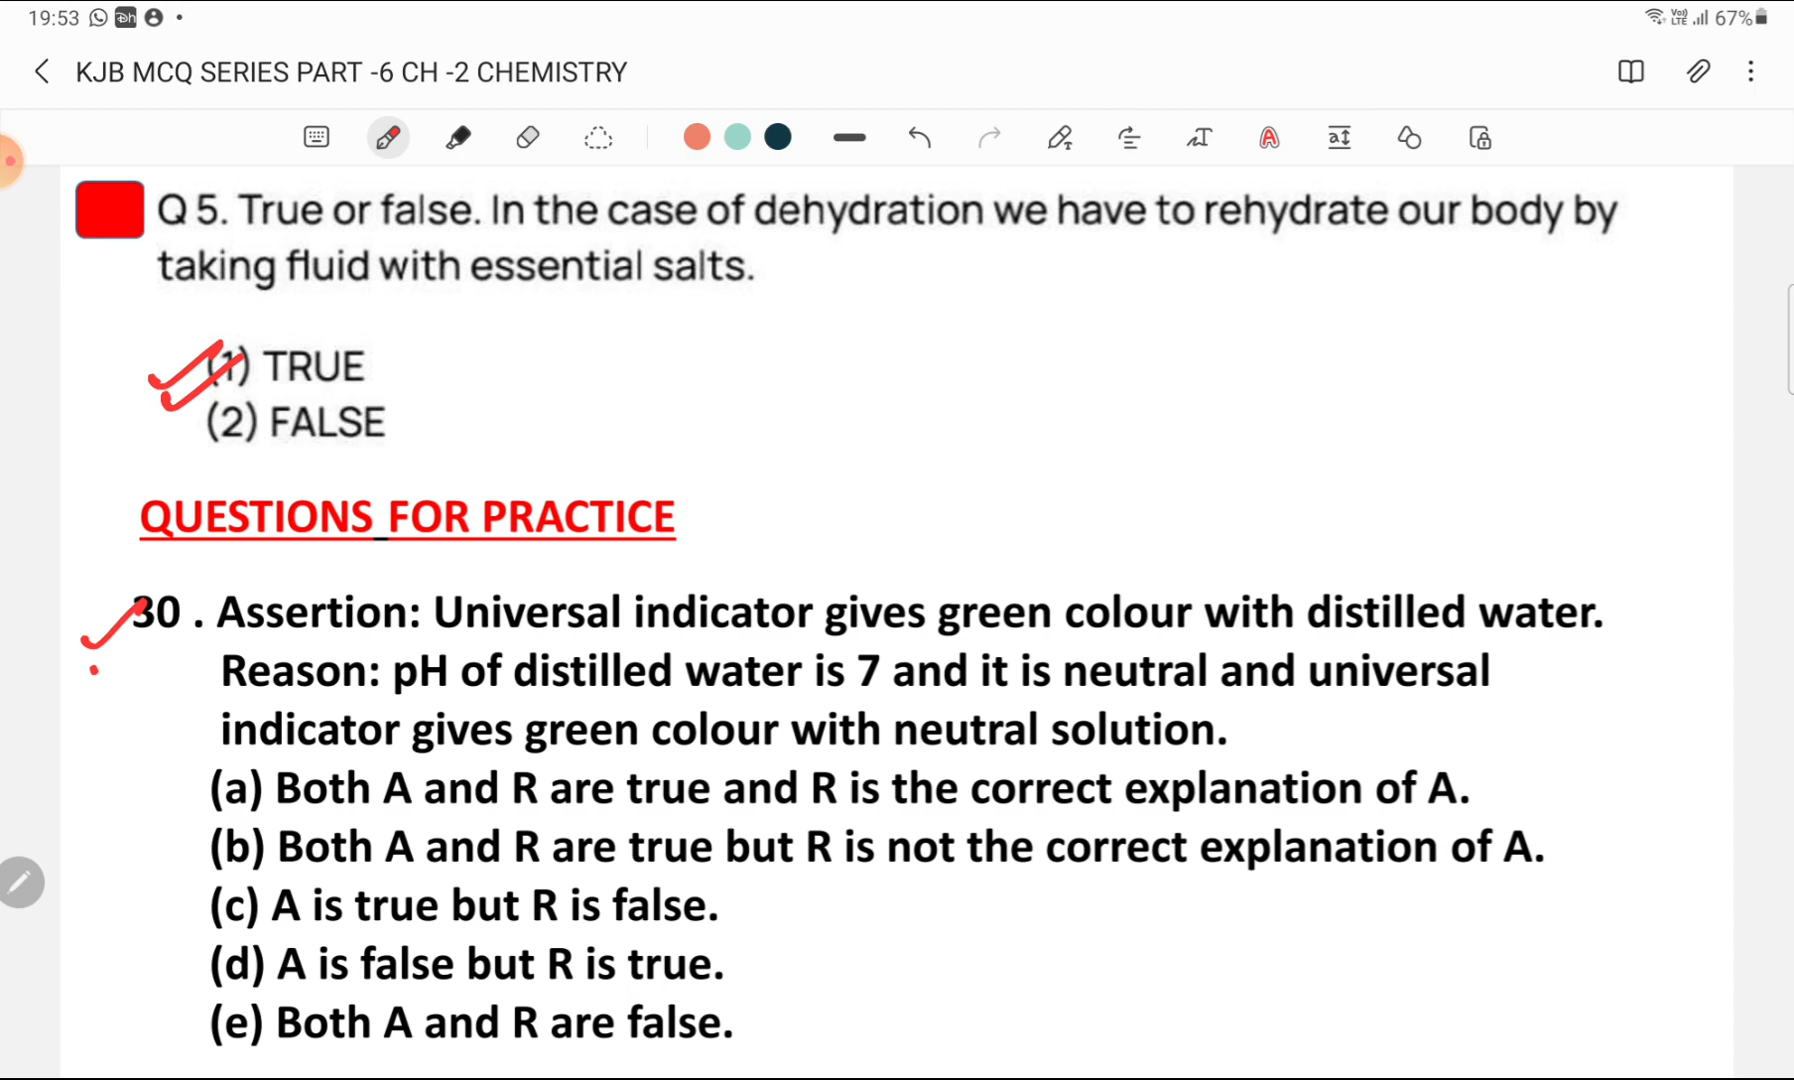 19:53
Vo)) LTE 67%
KJB MCQ SERIES PART -6 CH -2 CHEMISTRY
Q 5. True or false. In the case of dehydration we have to rehydrate our body by
taking fluid with essential salts.
(1) TRUE
(2) FALSE
QUESTIONS FOR PRACTICE
30 . Assertion: Universal indicator gives green colour with distilled water.
Reason: pH of distilled water is 7 and it is neutral and universal
indicator gives green colour with neutral solution.
(a) Both A and R are true and R is the correct explanation of A.
(b) Both A and R are true but R is not the correct explanation of A.
(c) A is true but R is false.
(d) A is false but R is true.
(e) Both A and R are false.